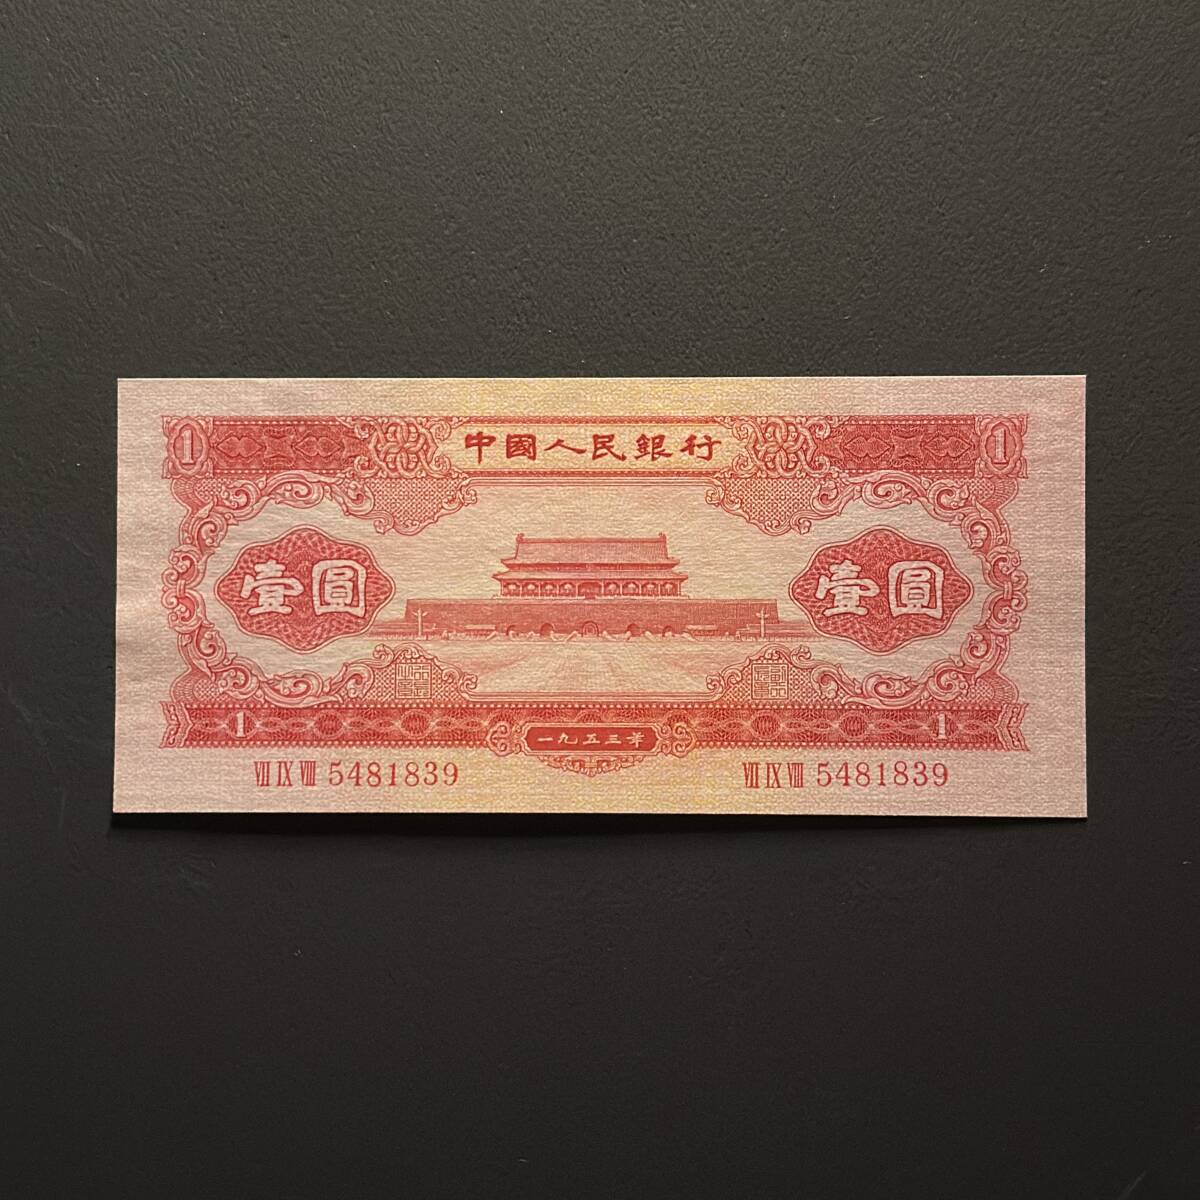 1 中國人民銀行 1
壹圓 壹圓
1 一九五三年 1
Ⅶ Ⅸ Ⅷ 5481839 Ⅶ Ⅸ Ⅷ 5481839